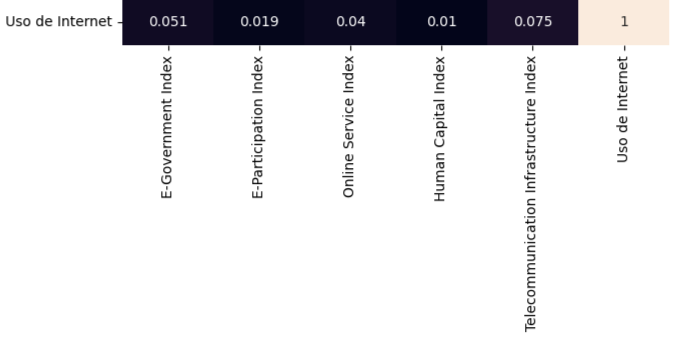 Uso de Internet 0.051 0.019 0.04 0.01 0.075 1
E-Government Index
E-Participation Index
Online Service Index
Human Capital Index
Telecommunication Infrastructure Index
Uso de Internet